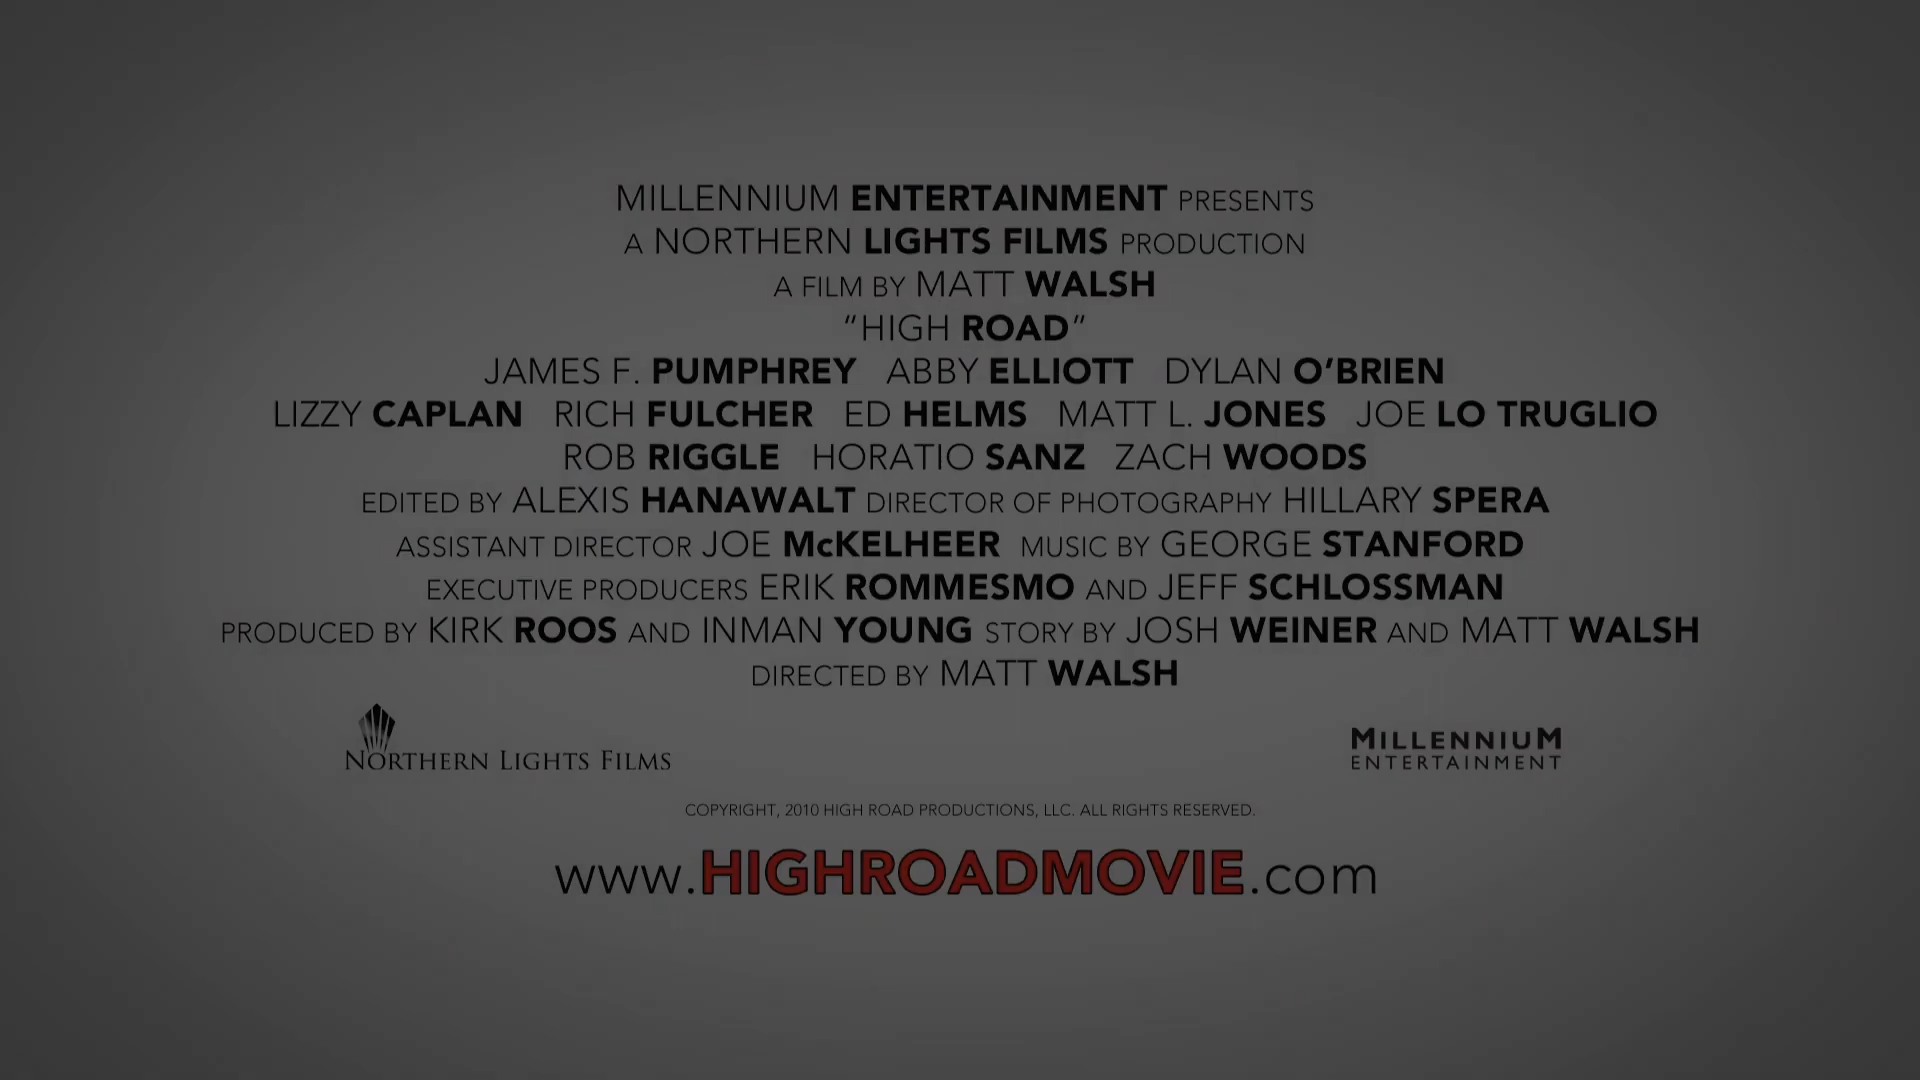 MILLENNIUM ENTERTAINMENT PRESENTS
A NORTHERN LIGHTS FILMS PRODUCTION
A FILM BY MATT WALSH
“HIGH ROAD”
JAMES F. PUMPHREY ABBY ELLIOTT DYLAN O’BRIEN
LIZZY CAPLAN RICH FULCHER ED HELMS MATT L. JONES JOE LO TRUGLIO
ROB RIGGLE HORATIO SANZ ZACH WOODS
EDITED BY ALEXIS HANAWALT DIRECTOR OF PHOTOGRAPHY HILLARY SPERA
ASSISTANT DIRECTOR JOE McKELHEER MUSIC BY GEORGE STANFORD
EXECUTIVE PRODUCERS ERIK ROMMESMO AND JEFF SCHLOSSMAN
PRODUCED BY KIRK ROOS AND INMAN YOUNG STORY BY JOSH WEINER AND MATT WALSH
DIRECTED BY MATT WALSH
NORTHERN LIGHTS FILMS
MILLENNIUM
ENTERTAINMENT
COPYRIGHT, 2010 HIGH ROAD PRODUCTIONS, LLC. ALL RIGHTS RESERVED.
www.HIGHROADMOVIE.com